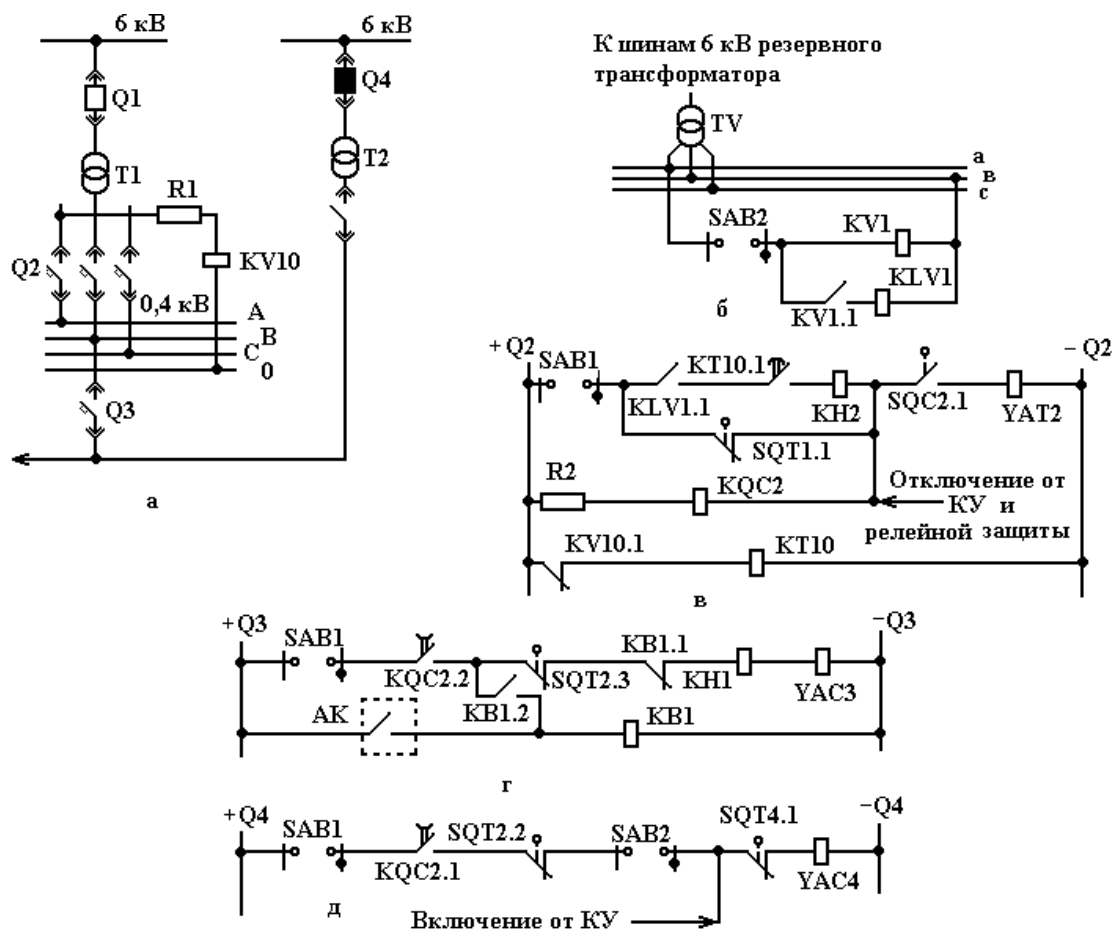 6 кВ
6 кВ
Q1
Q4
T1
T2
R1
KV10
Q2
0,4 кВ
A
B
C
0
Q3
а
К шинам 6 кВ резервного
трансформатора
TV
а
в
с
SAB2
KV1
KLV1
KV1.1
б
+Q2
– Q2
SAB1
KT10.1
KLV1.1
KH2
SQC2.1
YAT2
SQT1.1
R2
KQC2
Отключение от
КУ и
релейной защиты
KV10.1
KT10
в
+Q3
–Q3
SAB1
KQC2.2
SQT2.3
KB1.1
KH1
YAC3
KB1.2
AK
KB1
г
+Q4
–Q4
SAB1
KQC2.1
SQT2.2
SAB2
SQT4.1
YAC4
д
Включение от КУ